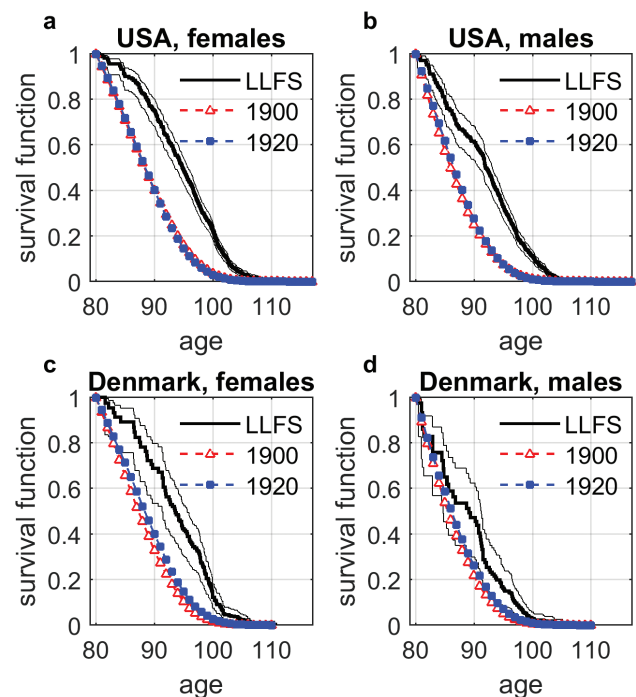 a
USA, females
survival function
1
0.8
0.6
0.4
0.2
0
80 90 100 110
age
LLFS
1900
1920
b
USA, males
survival function
1
0.8
0.6
0.4
0.2
0
80 90 100 110
age
LLFS
1900
1920
c
Denmark, females
survival function
1
0.8
0.6
0.4
0.2
0
80 90 100 110
age
LLFS
1900
1920
d
Denmark, males
survival function
1
0.8
0.6
0.4
0.2
0
80 90 100 110
age
LLFS
1900
1920